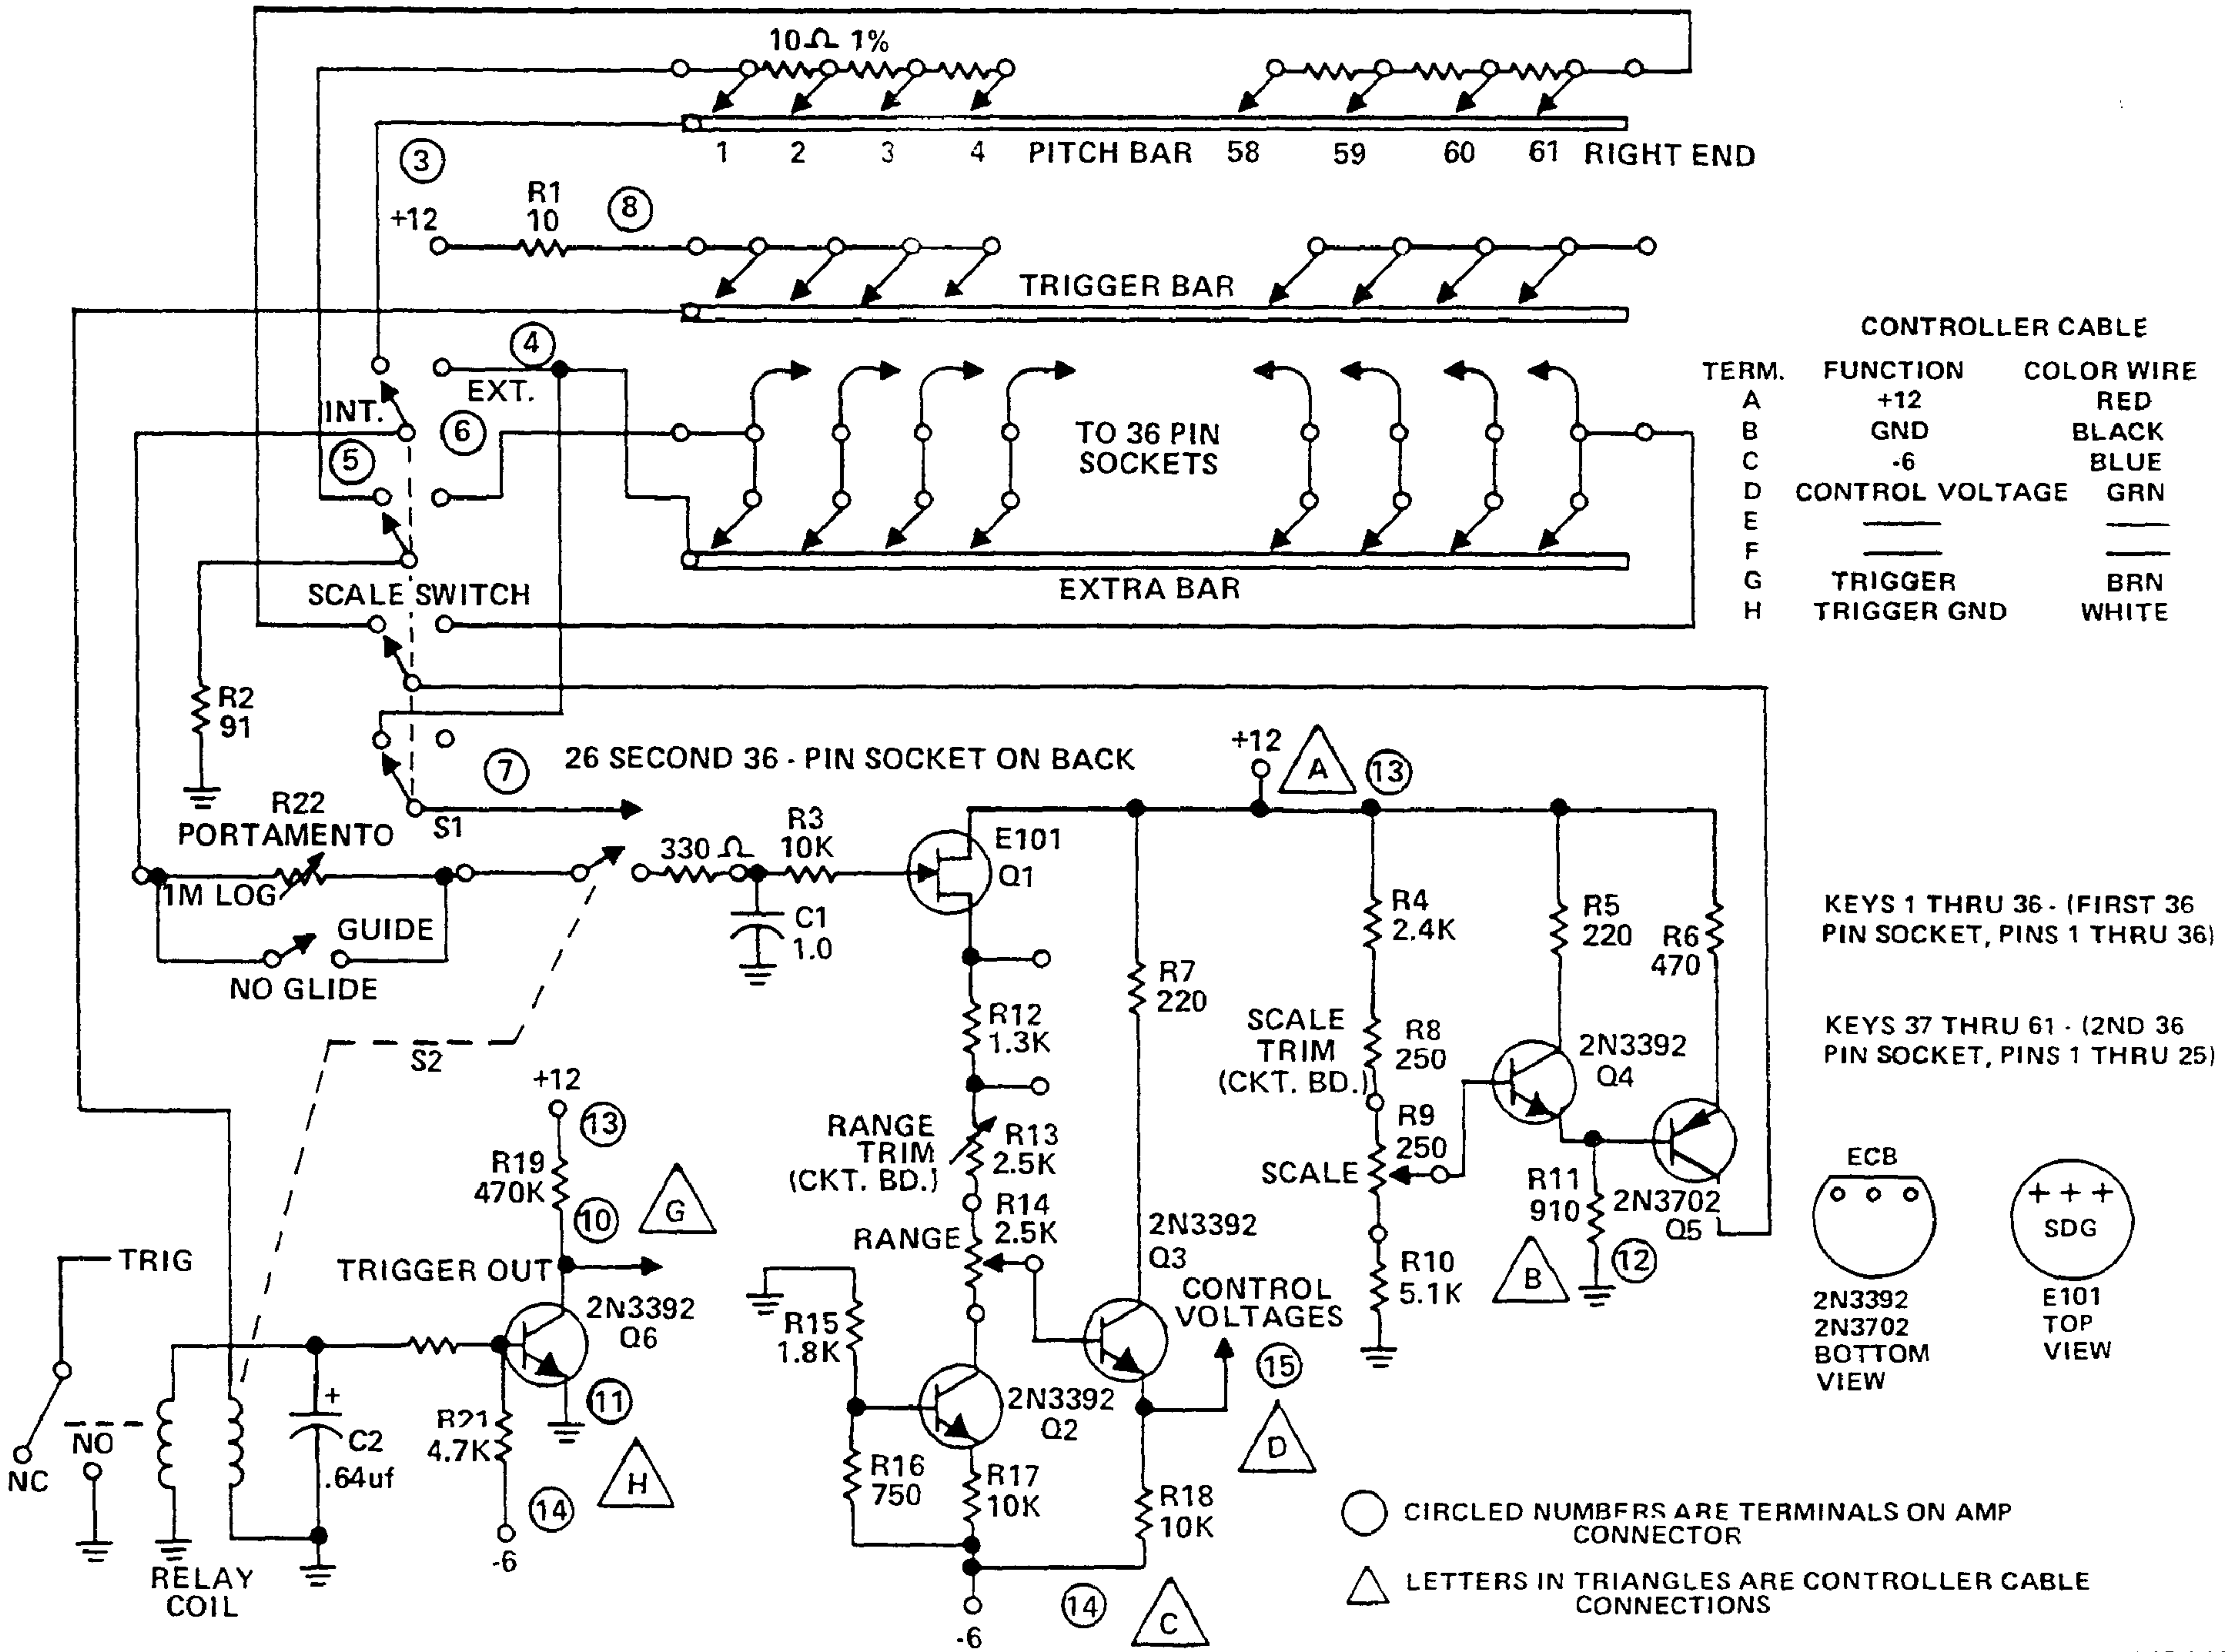 10Ω 1%
1 2 3 4 PITCH BAR 58 59 60 61 RIGHT END
3
R1
10
8
+12
TRIGGER BAR
4
EXT.
INT.
6
5
TO 36 PIN
SOCKETS
EXTRA BAR
SCALE SWITCH
CONTROLLER CABLE
TERM. FUNCTION COLOR WIRE
A +12 RED
B GND BLACK
C -6 BLUE
D CONTROL VOLTAGE GRN
E
F
G TRIGGER BRN
H TRIGGER GND WHITE
R2
91
7
26 SECOND 36 - PIN SOCKET ON BACK
S1
R22
PORTAMENTO
1M LOG
GUIDE
NO GLIDE
330 Ω
R3
10K
C1
1.0
E101
Q1
+12
A
13
R4
2.4K
R5
220
R6
470
R7
220
R12
1.3K
SCALE
TRIM
(CKT. BD.)
R8
250
R9
250
SCALE
2N3392
Q4
R11
910
2N3702
Q5
R10
5.1K
B
12
KEYS 1 THRU 36 - (FIRST 36
PIN SOCKET, PINS 1 THRU 36)
KEYS 37 THRU 61 - (2ND 36
PIN SOCKET, PINS 1 THRU 25)
S2
+12
13
R19
470K
10
G
TRIGGER OUT
2N3392
Q6
11
H
R21
4.7K
14
-6
TRIG
NC
NO
RELAY
COIL
C2
.64uf
+
RANGE
TRIM
(CKT. BD.)
R13
2.5K
R14
2.5K
RANGE
2N3392
Q3
CONTROL
VOLTAGES
15
D
R15
1.8K
R16
750
2N3392
Q2
R17
10K
R18
10K
14
C
-6
ECB
2N3392
2N3702
BOTTOM
VIEW
+ + +
SDG
E101
TOP
VIEW
CIRCLED NUMBERS ARE TERMINALS ON AMP
CONNECTOR
LETTERS IN TRIANGLES ARE CONTROLLER CABLE
CONNECTIONS